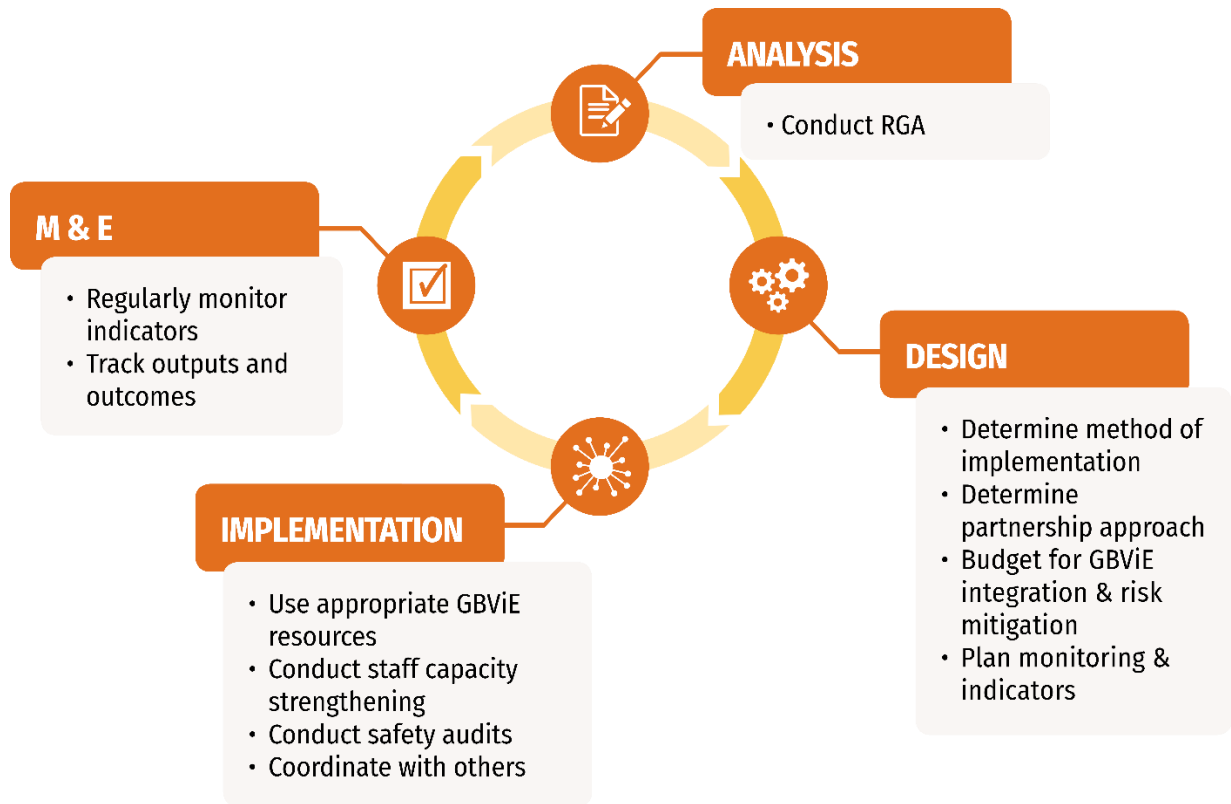 ANALYSIS
• Conduct RGA
DESIGN
• Determine method of
implementation
• Determine
partnership approach
• Budget for GBViE
integration & risk
mitigation
• Plan monitoring &
indicators
IMPLEMENTATION
• Use appropriate GBViE
resources
• Conduct staff capacity
strengthening
• Conduct safety audits
• Coordinate with others
M & E
• Regularly monitor
indicators
• Track outputs and
outcomes